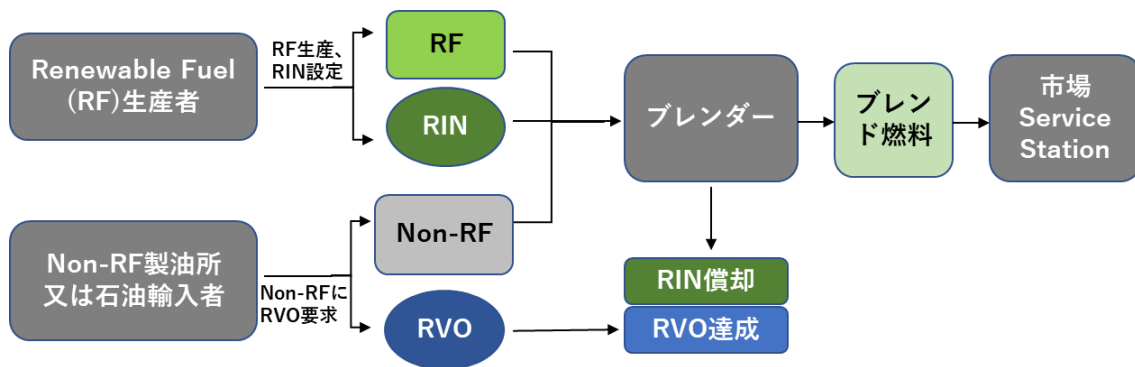 Renewable Fuel
(RF)生産者
RF生産、
RIN設定
RF
RIN
ブレンダー
ブレン
ド燃料
市場
Service
Station
Non-RF製油所
又は石油輸入者
Non-RFに
RVO要求
Non-RF
RVO
RIN償却
RVO達成